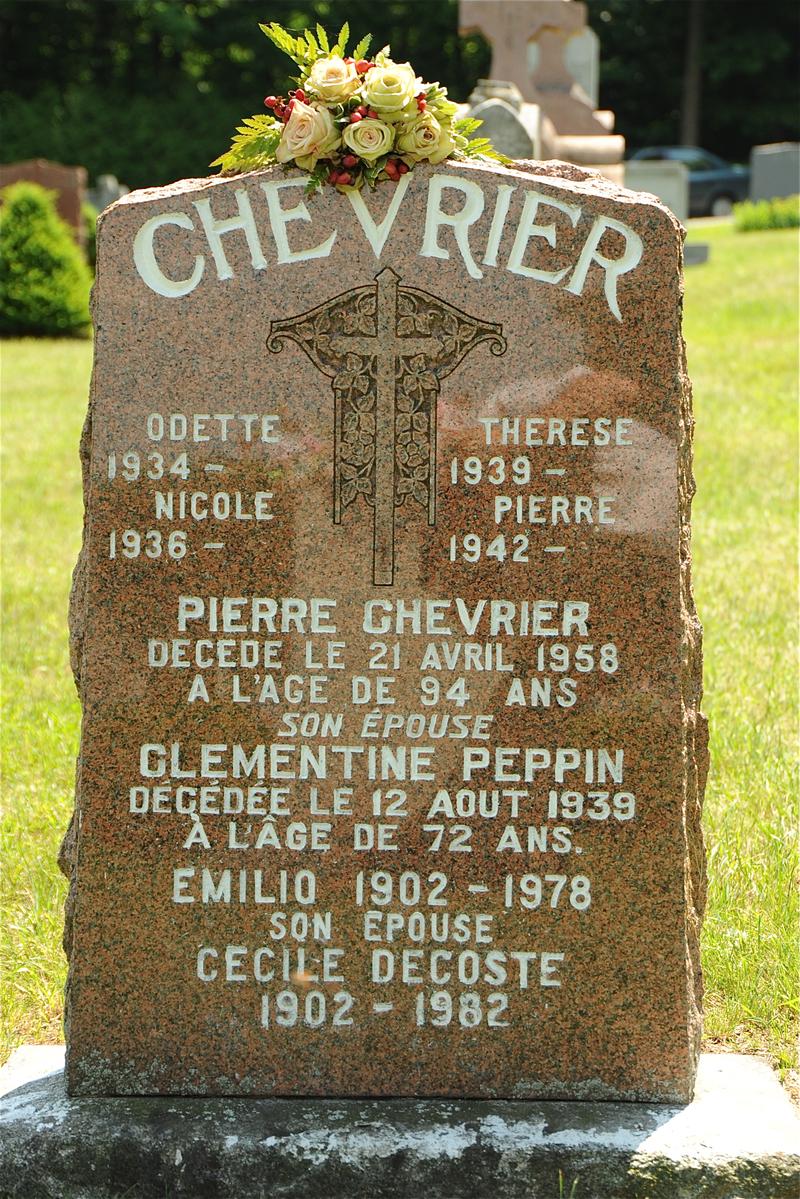 CHEVRIER
ODETTE
1934 –
NICOLE
1936 –
THERESE
1939 –
PIERRE
1942 –
PIERRE CHEVRIER
DECEDE LE 21 AVRIL 1958
A L'AGE DE 94 ANS
SON ÉPOUSE
CLEMENTINE PEPPIN
DÉCÉDÉE LE 12 AOUT 1939
À L'ÂGE DE 72 ANS.
EMILIO 1902 – 1978
SON EPOUSE
CECILE DECOSTE
1902 – 1982